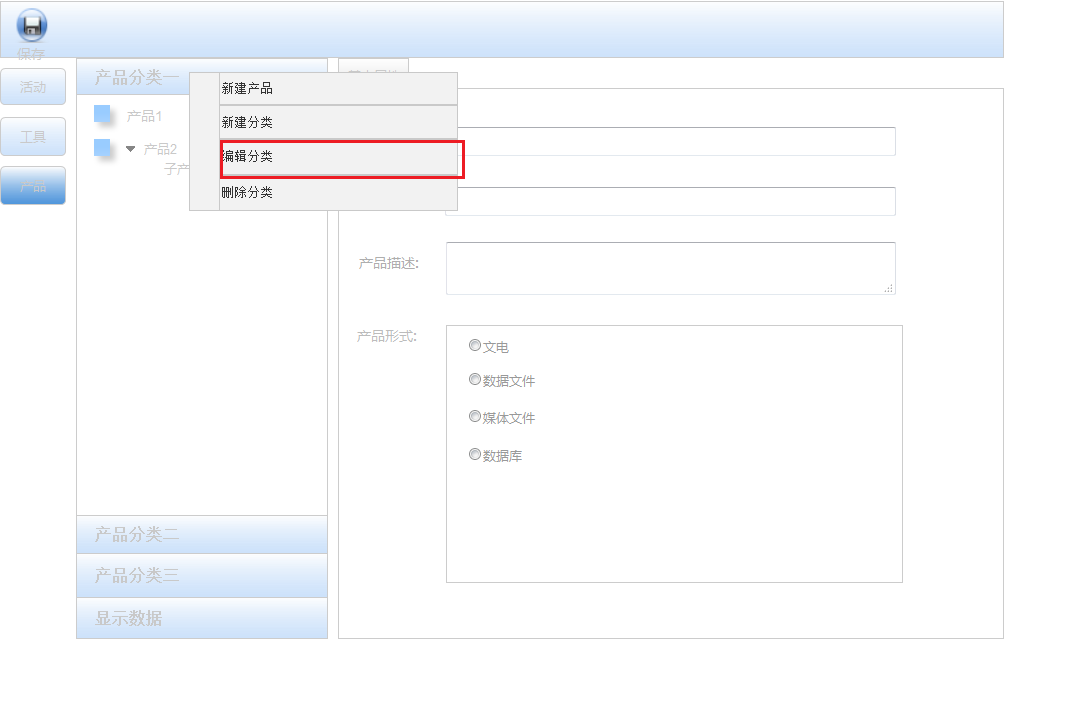 保存
活动
工具
产品
产品分类一
产品1
产品2
子产
新建产品
新建分类
编辑分类
删除分类
产品描述:
产品形式:
文电
数据文件
媒体文件
数据库
产品分类二
产品分类三
显示数据